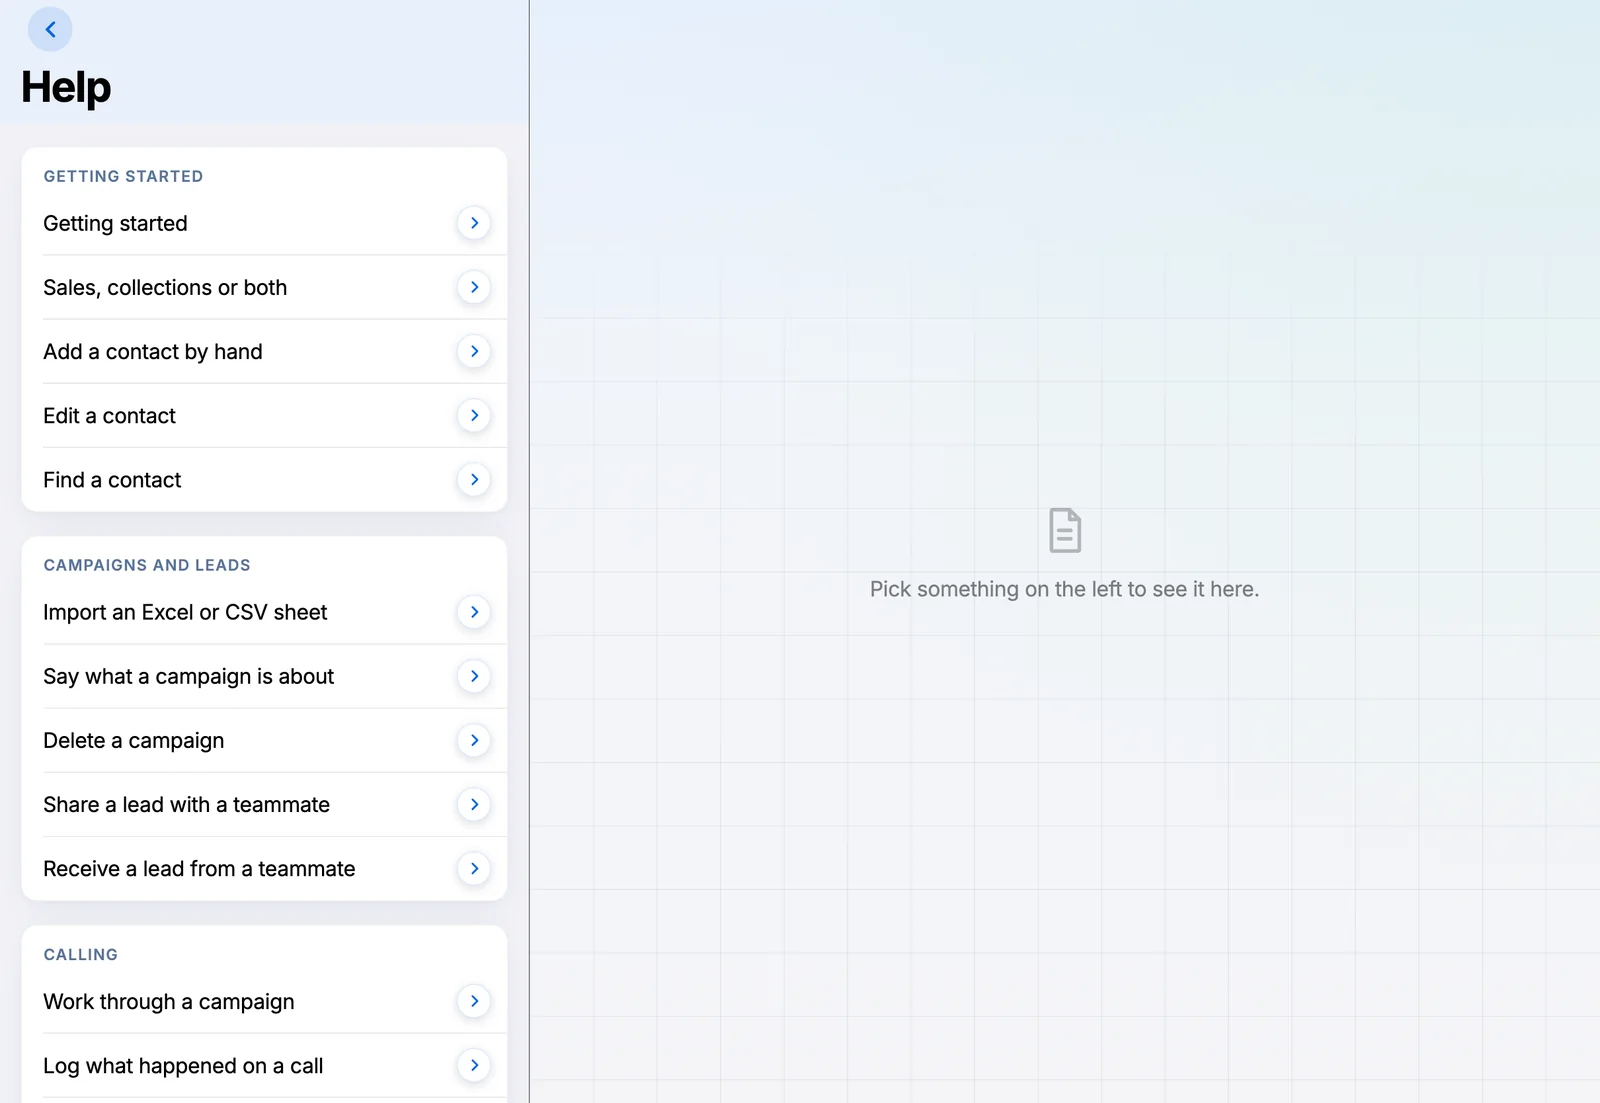 Help
GETTING STARTED
Getting started
Sales, collections or both
Add a contact by hand
Edit a contact
Find a contact
CAMPAIGNS AND LEADS
Import an Excel or CSV sheet
Say what a campaign is about
Delete a campaign
Share a lead with a teammate
Receive a lead from a teammate
CALLING
Work through a campaign
Log what happened on a call
Pick something on the left to see it here.